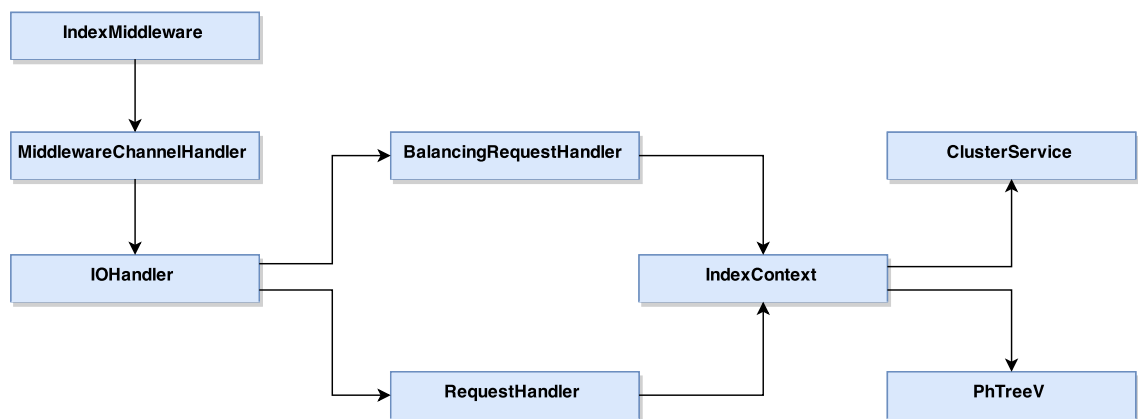 IndexMiddleware
MiddlewareChannelHandler
BalancingRequestHandler
ClusterService
IOHandler
IndexContext
RequestHandler
PhTreeV